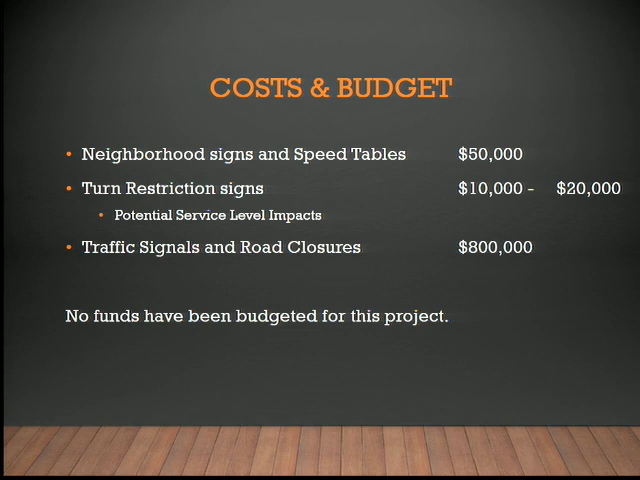 COSTS & BUDGET
• Neighborhood signs and Speed Tables $50,000
• Turn Restriction signs $10,000 - $20,000
• Potential Service Level Impacts
• Traffic Signals and Road Closures $800,000
No funds have been budgeted for this project.